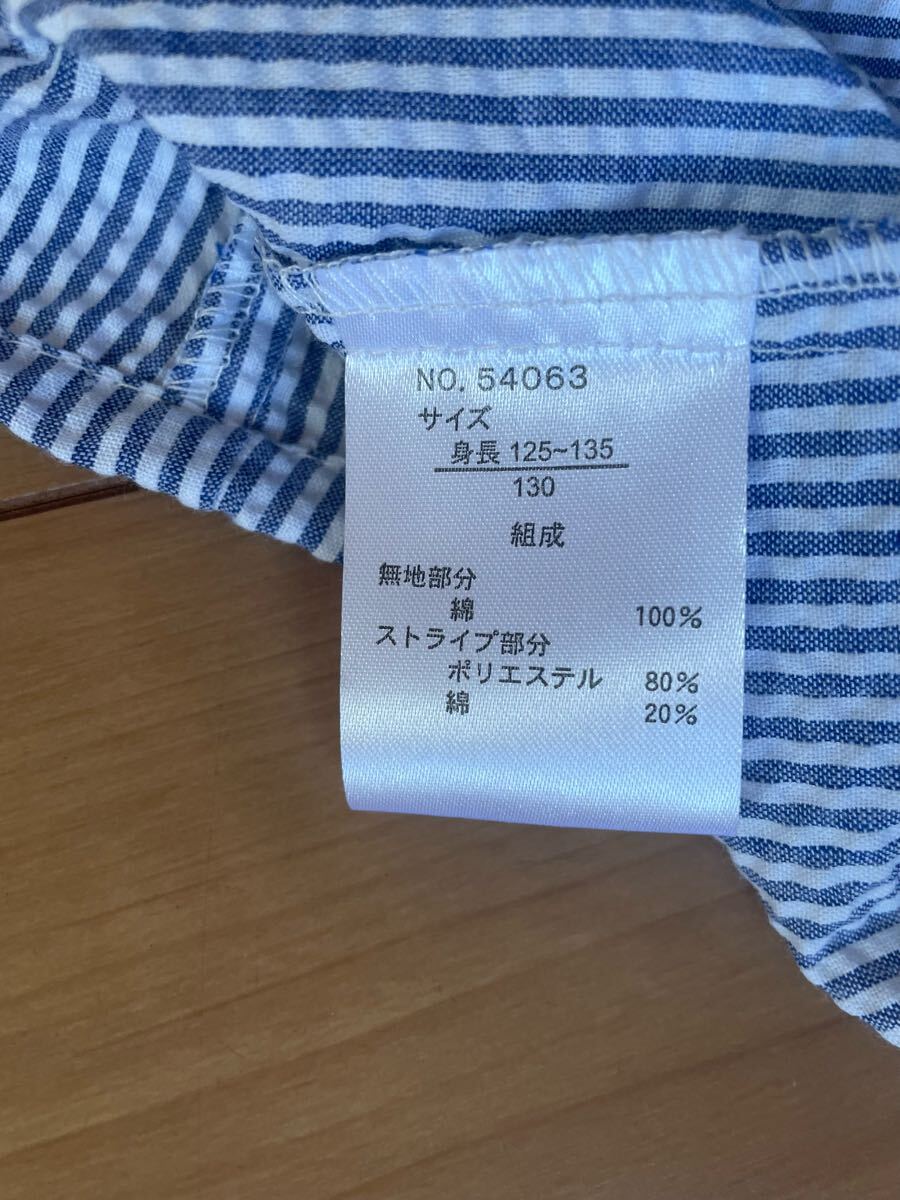 NO. 54063
サイズ
身長 125~135
130
組成
無地部分
綿 100%
ストライプ部分
ポリエステル 80%
綿 20%